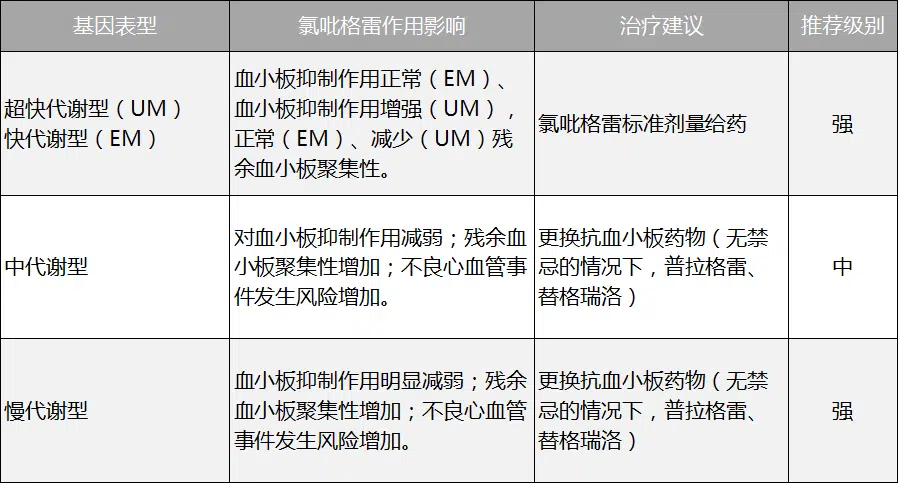 基因表型
氯吡格雷作用影响
治疗建议
推荐级别
超快代谢型（UM）
快代谢型（EM）
血小板抑制作用正常（EM）、
血小板抑制作用增强（UM），
正常（EM）、减少（UM）残
余血小板聚集性。
氯吡格雷标准剂量给药
强
中代谢型
对血小板抑制作用减弱；残余血
小板聚集性增加；不良心血管事
件发生风险增加。
更换抗血小板药物（无禁
忌的情况下，普拉格雷、
替格瑞洛）
中
慢代谢型
血小板抑制作用明显减弱；残余
血小板聚集性增加；不良心血管
事件发生风险增加。
更换抗血小板药物（无禁
忌的情况下，普拉格雷、
替格瑞洛）
强